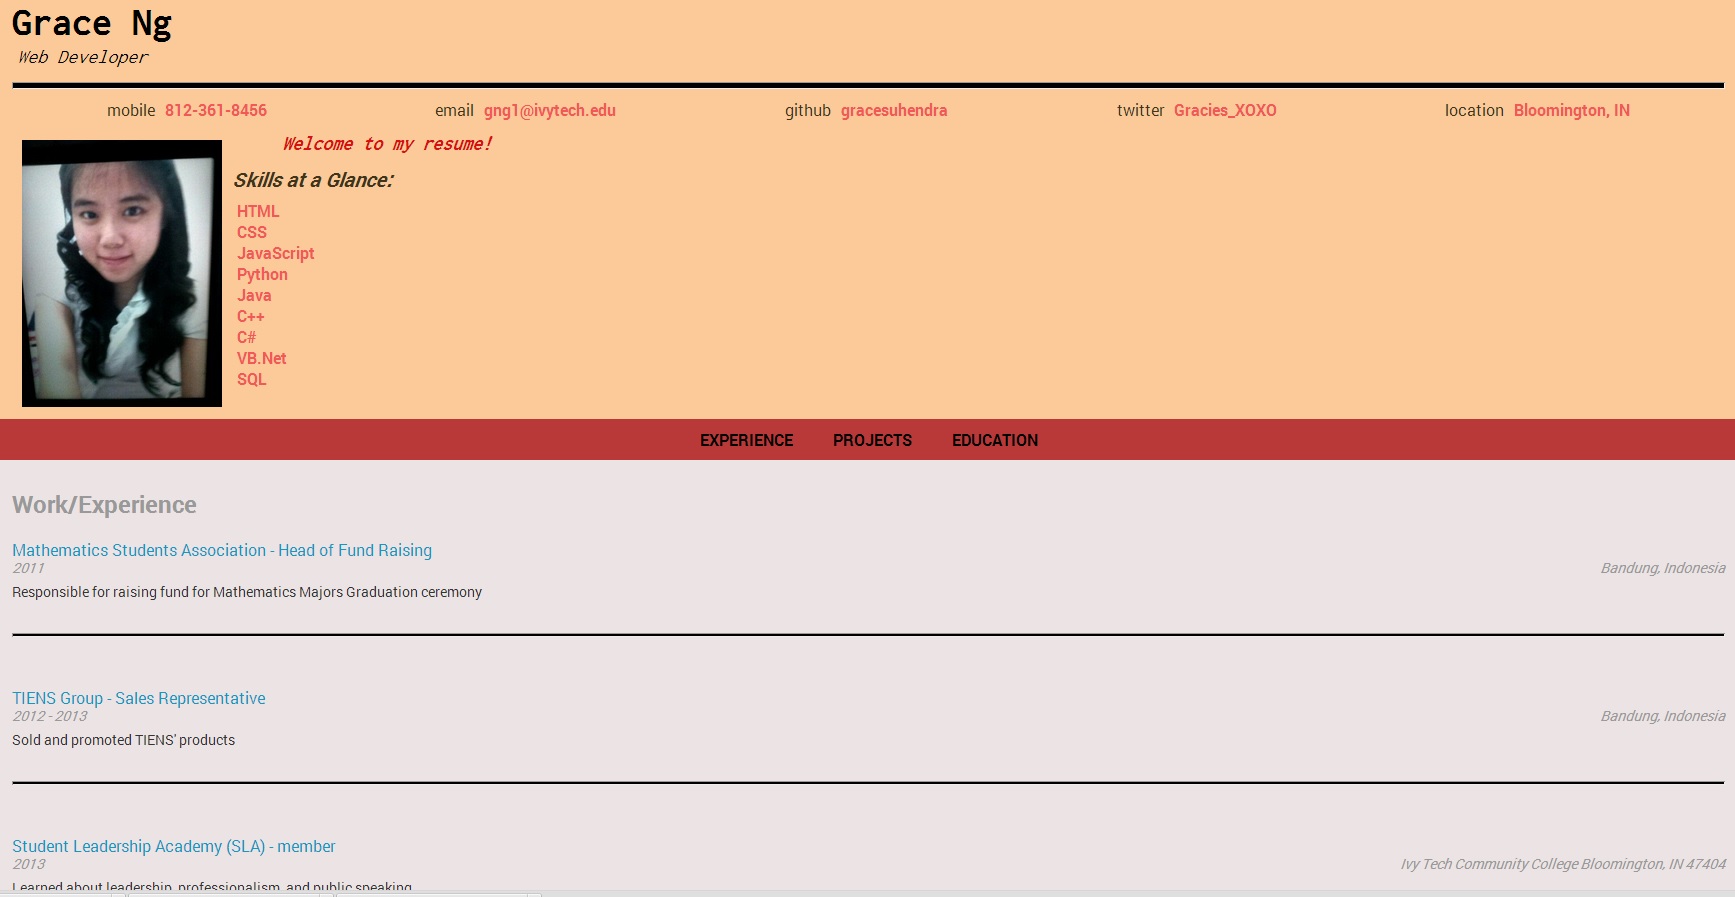 Grace Ng
Web Developer
mobile 812-361-8456 email gng1@ivytech.edu github gracesuhendra twitter Gracies_XOXO location Bloomington, IN
Welcome to my resume!
Skills at a Glance:
HTML
CSS
JavaScript
Python
Java
C++
C#
VB.Net
SQL
EXPERIENCE PROJECTS EDUCATION
Work/Experience
Mathematics Students Association - Head of Fund Raising
2011 Bandung, Indonesia
Responsible for raising fund for Mathematics Majors Graduation ceremony
TIENS Group - Sales Representative
2012 - 2013 Bandung, Indonesia
Sold and promoted TIENS' products
Student Leadership Academy (SLA) - member
2013 Ivy Tech Community College Bloomington, IN 47404
Learned about leadership, professionalism, and public speaking